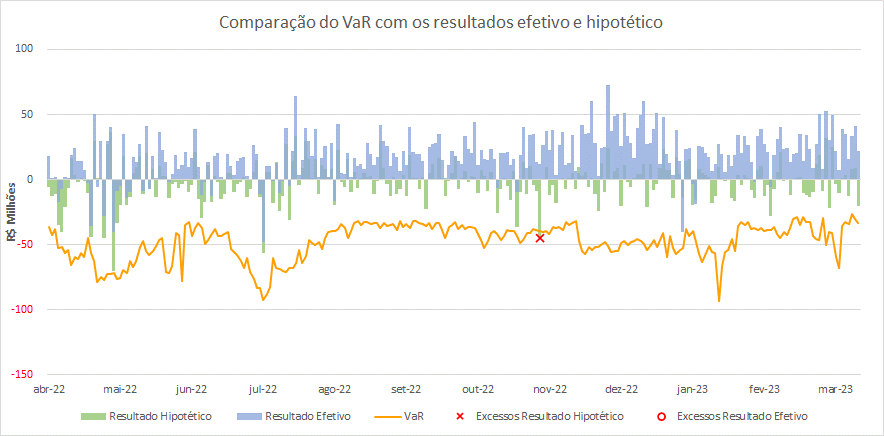 Comparação do VaR com os resultados efetivo e hipotético
100
50
0
-50
-100
-150
R$ Milhões
abr-22 mai-22 jun-22 jul-22 ago-22 set-22 out-22 nov-22 dez-22 jan-23 fev-23 mar-23
Resultado Hipotético Resultado Efetivo VaR Excessos Resultado Hipotético Excessos Resultado Efetivo